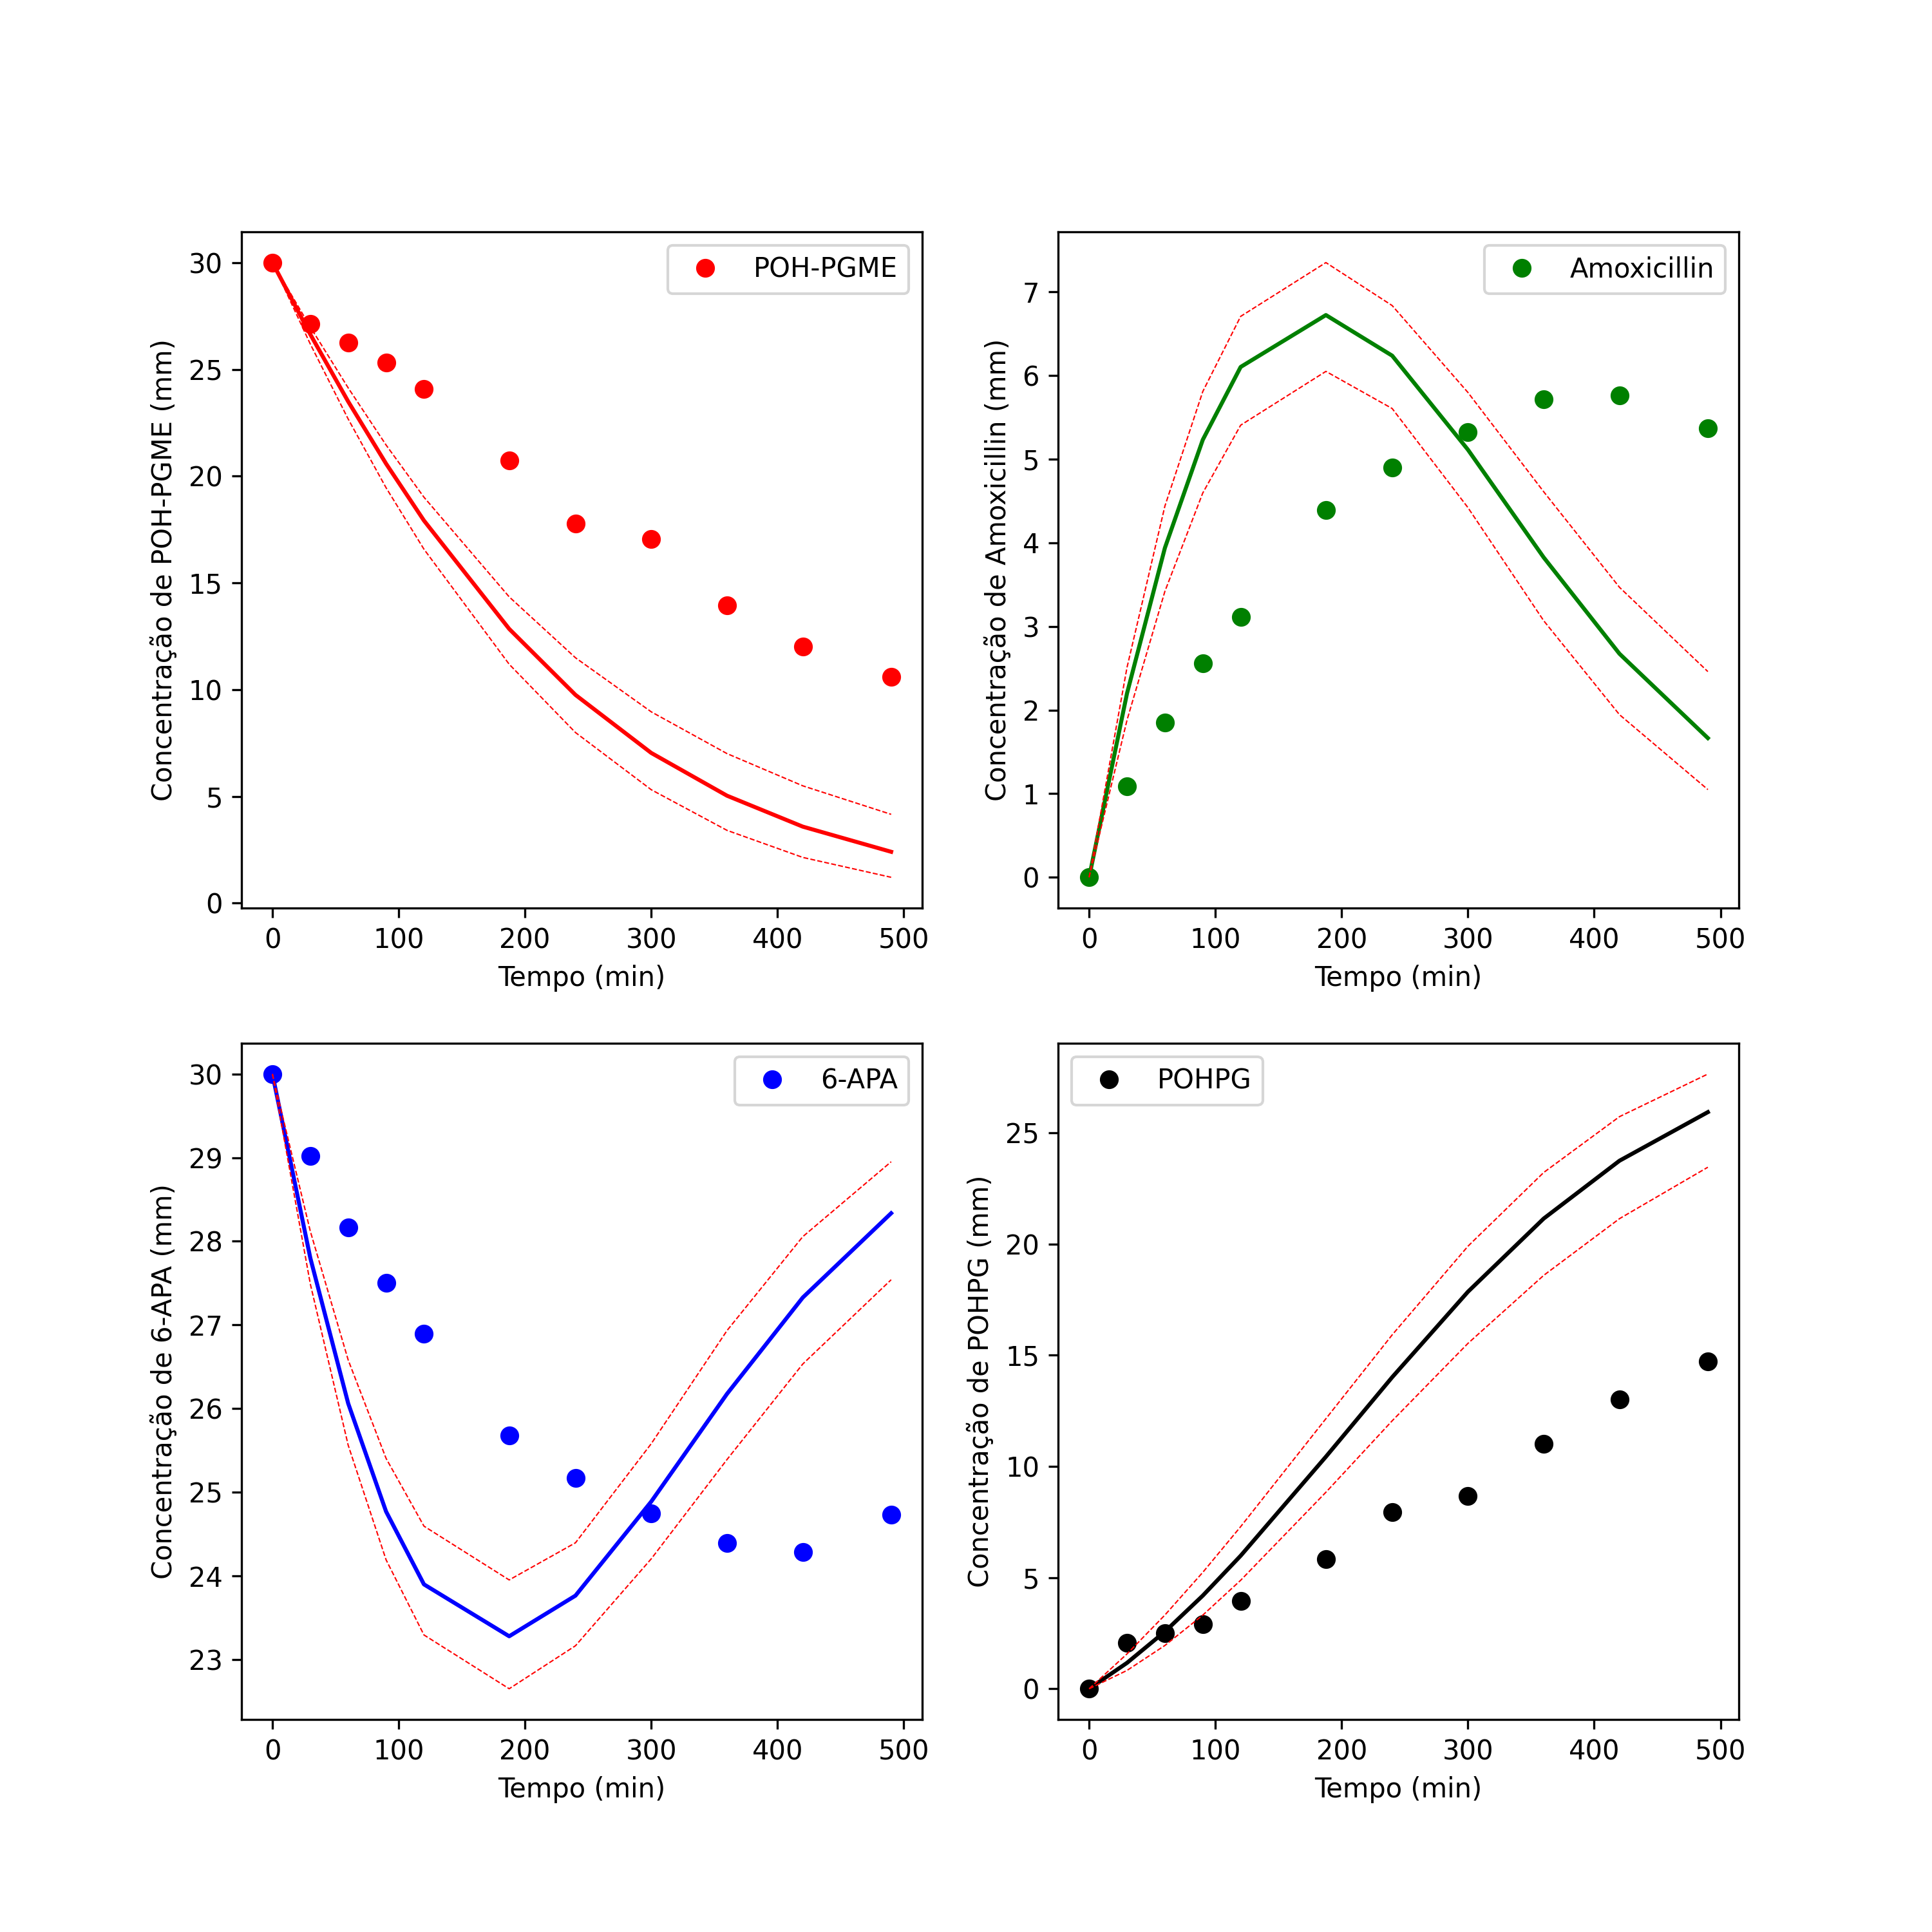 POH-PGME
Concentração de POH-PGME (mm)
30
25
20
15
10
5
0
0 100 200 300 400 500
Tempo (min)
Amoxicillin
Concentração de Amoxicillin (mm)
7
6
5
4
3
2
1
0
0 100 200 300 400 500
Tempo (min)
6-APA
Concentração de 6-APA (mm)
30
29
28
27
26
25
24
23
0 100 200 300 400 500
Tempo (min)
POHPG
Concentração de POHPG (mm)
25
20
15
10
5
0
0 100 200 300 400 500
Tempo (min)